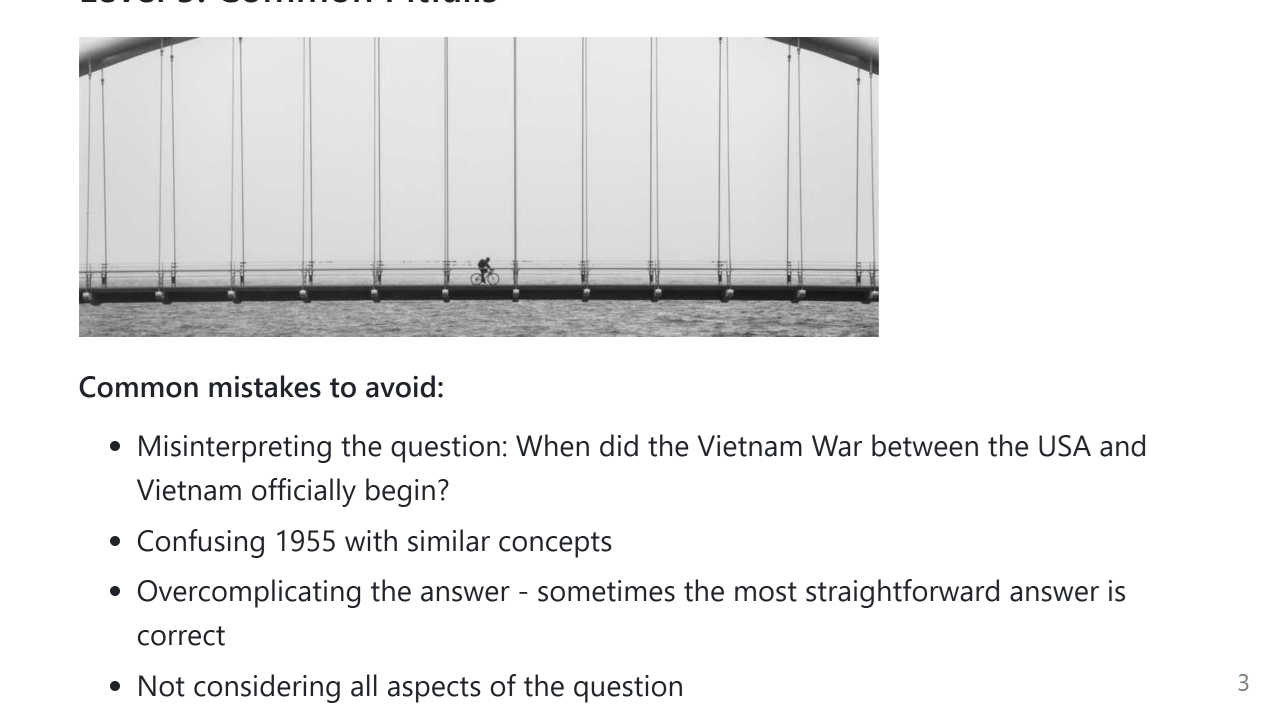 Common mistakes to avoid:
Misinterpreting the question: When did the Vietnam War between the USA and
Vietnam officially begin?
Confusing 1955 with similar concepts
Overcomplicating the answer - sometimes the most straightforward answer is
correct
Not considering all aspects of the question
3